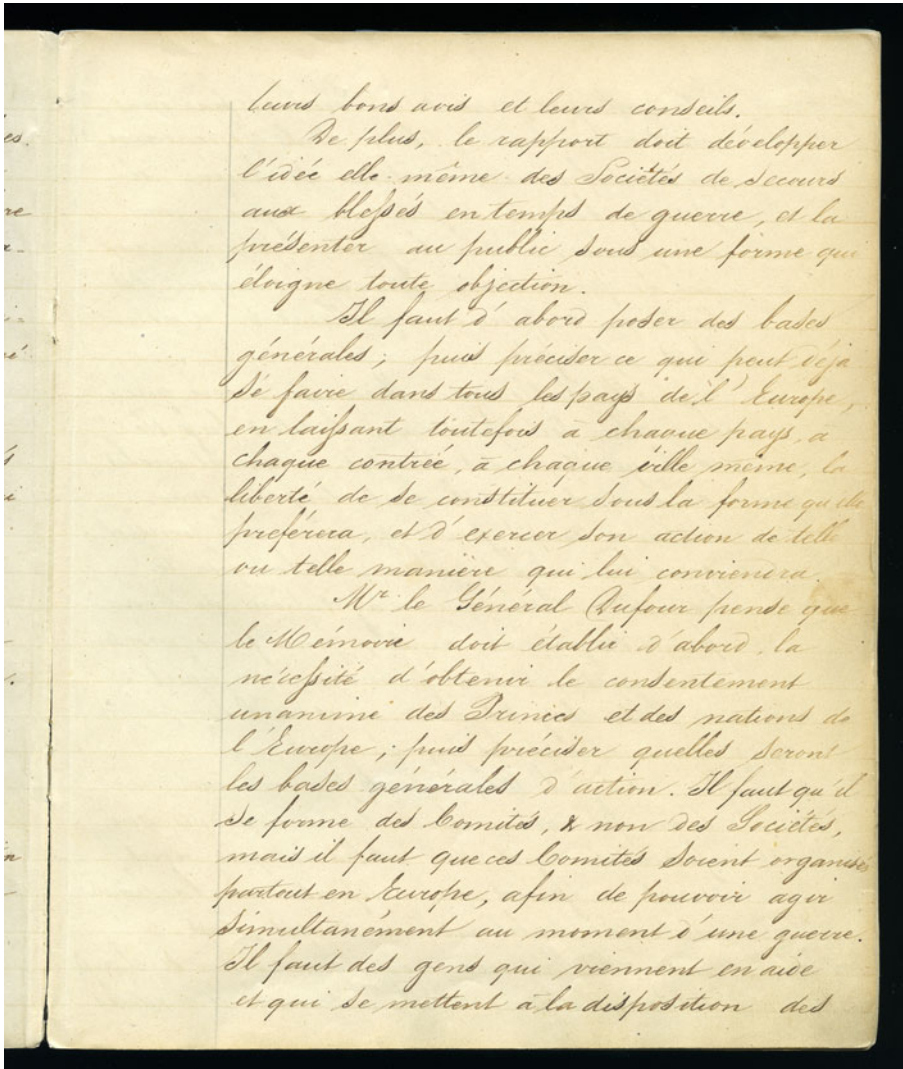 leurs bons avis et leurs conseils.
De plus, le rapport doit développer
l'idée elle-même des Sociétés de secours
aux blessés en temps de guerre, et la
présenter au public sous une forme qui
éloigne toute objection.
Il faut d'abord poser des bases
générales; puis préciser ce qui peut déja
se faire dans tous les pays de l'Europe,
en laissant toutefois à chaque pays, à
chaque contrée, à chaque ville même, la
liberté de se constituer sous la forme qu'elle
preférera, et d'exercer son action de telle
ou telle manière qui lui conviendra.
Mr. le Général Dufour pense que
le Mémoire doit établir d'abord, la
nécessité d'obtenir le consentement
unanime des Princes et des nations de
l'Europe; puis préciser quelles seront
les bases générales d'action. Il faut qu'il
se forme des Comités, & non des Sociétés,
mais il faut que ces Comités soient organisés
partout en Europe, afin de pouvoir agir
simultanément au moment d'une guerre.
Il faut des gens qui viennent en aide
et qui se mettent à la disposition des